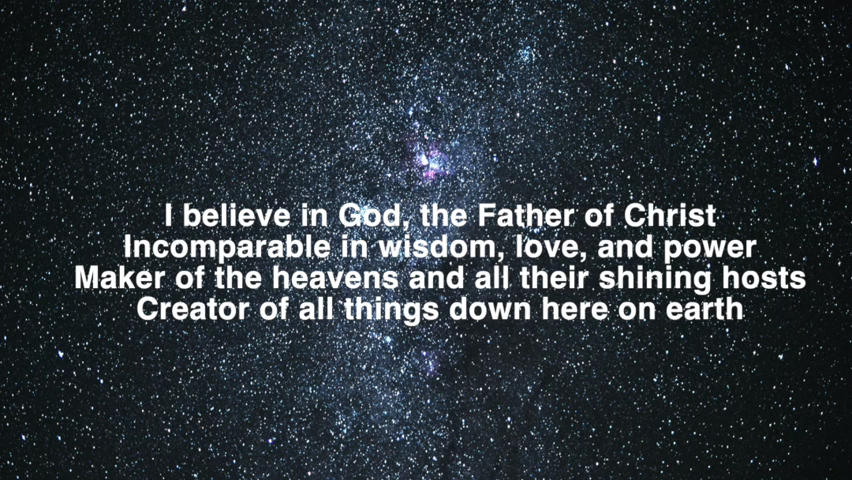 I believe in God, the Father of Christ
Incomparable in wisdom, love, and power
Maker of the heavens and all their shining hosts
Creator of all things down here on earth